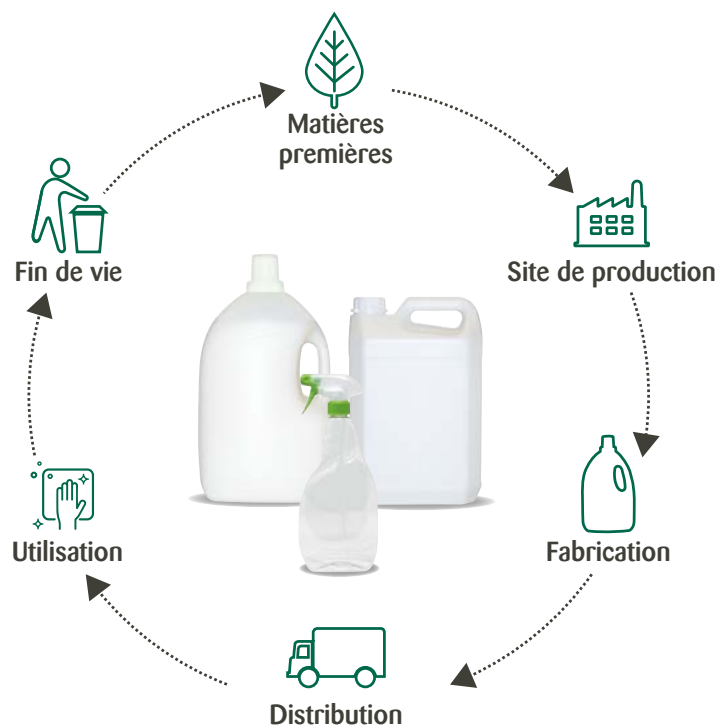 Matières
premières
Site de production
Fabrication
Distribution
Utilisation
Fin de vie